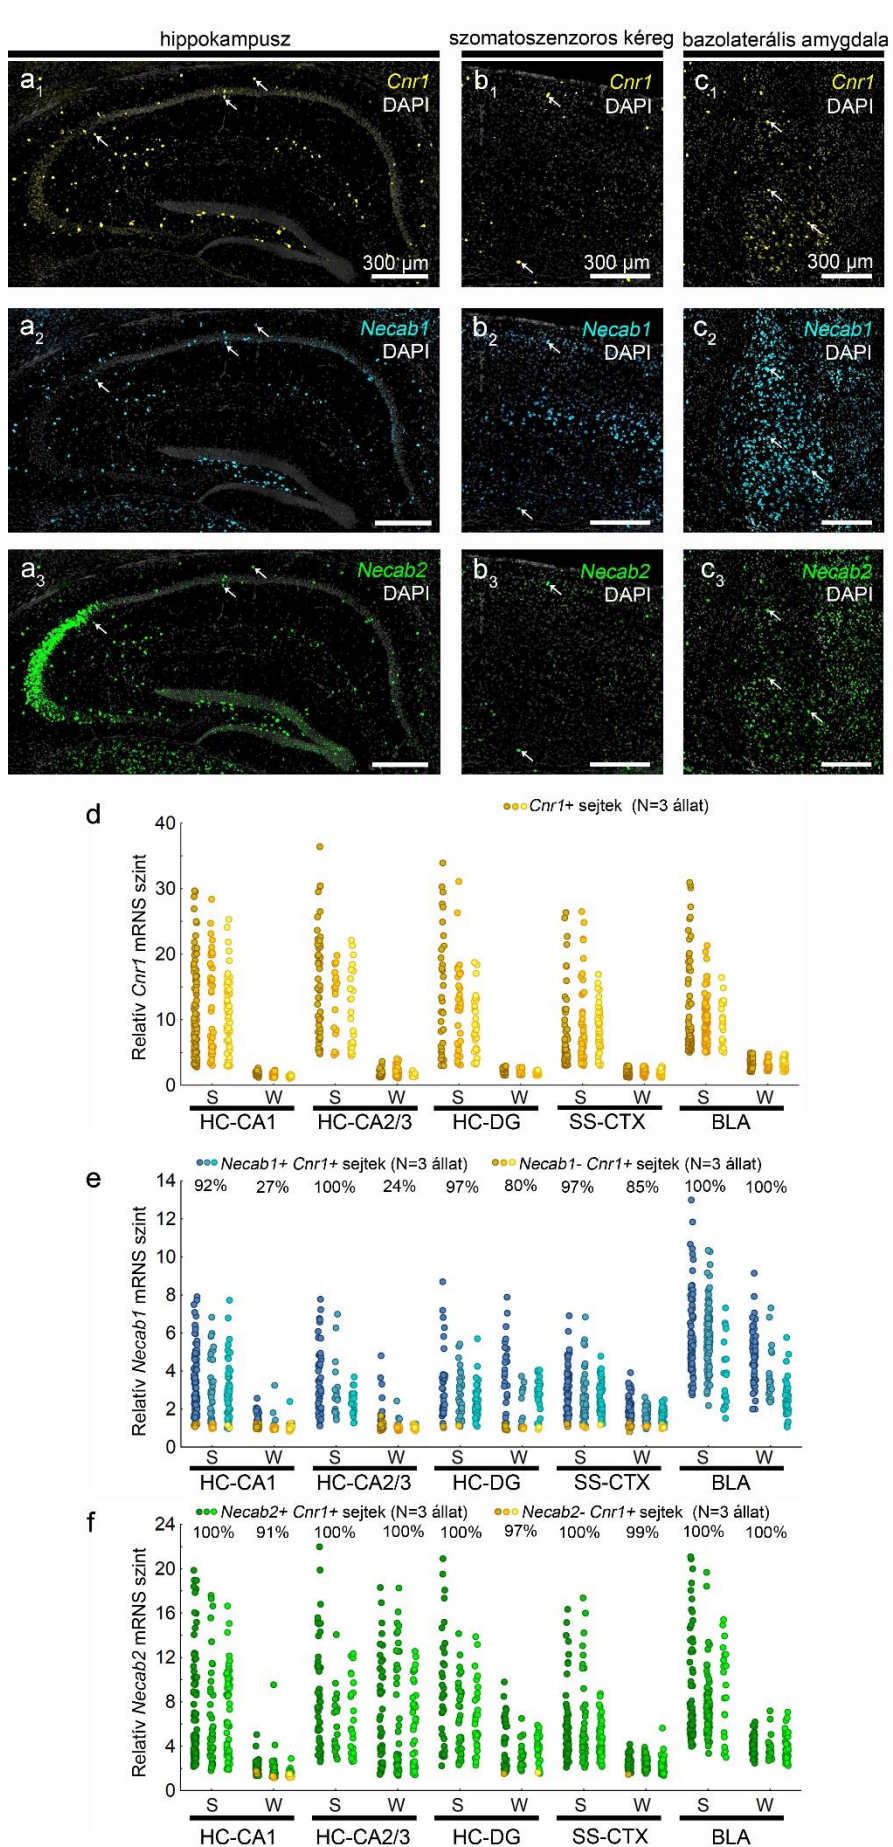 hippokampusz szomatoszenzoros kéreg bazolaterális amygdala
a1 Cnr1 b1 Cnr1 c1 Cnr1
DAPI DAPI DAPI
300 µm 300 µm 300 µm
a2 Necab1 b2 Necab1 c2 Necab1
DAPI DAPI DAPI
a3 Necab2 b3 Necab2 c3 Necab2
DAPI DAPI DAPI
d
Cnr1+ sejtek (N=3 állat)
Relatív Cnr1 mRNS szint
40
30
20
10
0
S W S W S W S W S W
HC-CA1 HC-CA2/3 HC-DG SS-CTX BLA
e
Necab1+ Cnr1+ sejtek (N=3 állat) Necab1- Cnr1+ sejtek (N=3 állat)
92% 27% 100% 24% 97% 80% 97% 85% 100% 100%
Relatív Necab1 mRNS szint
14
12
10
8
6
4
2
0
S W S W S W S W S W
HC-CA1 HC-CA2/3 HC-DG SS-CTX BLA
f
Necab2+ Cnr1+ sejtek (N=3 állat) Necab2- Cnr1+ sejtek (N=3 állat)
100% 91% 100% 100% 100% 97% 100% 99% 100% 100%
Relatív Necab2 mRNS szint
24
20
16
12
8
4
0
S W S W S W S W S W
HC-CA1 HC-CA2/3 HC-DG SS-CTX BLA